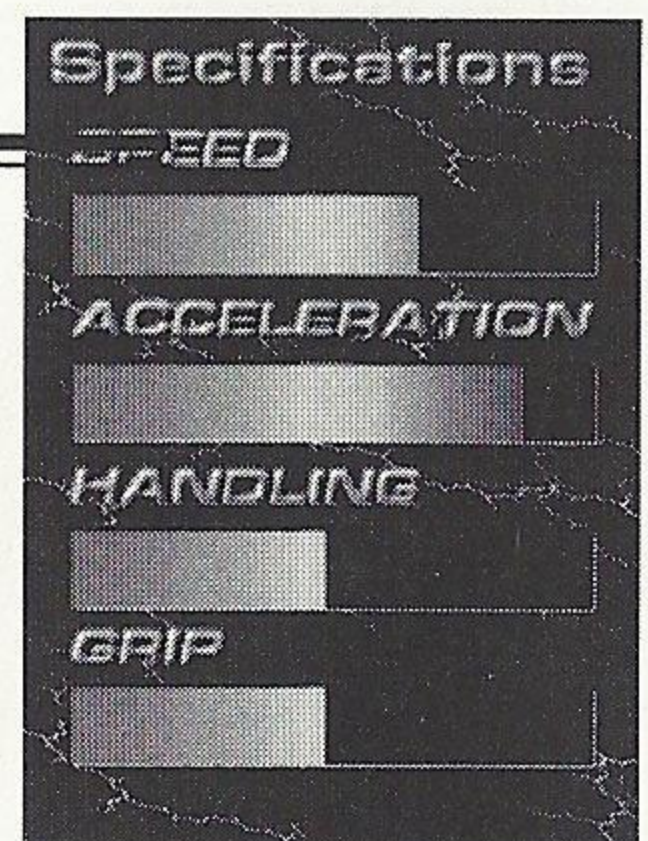 Specifications
SPEED
ACCELERATION
HANDLING
GRIP